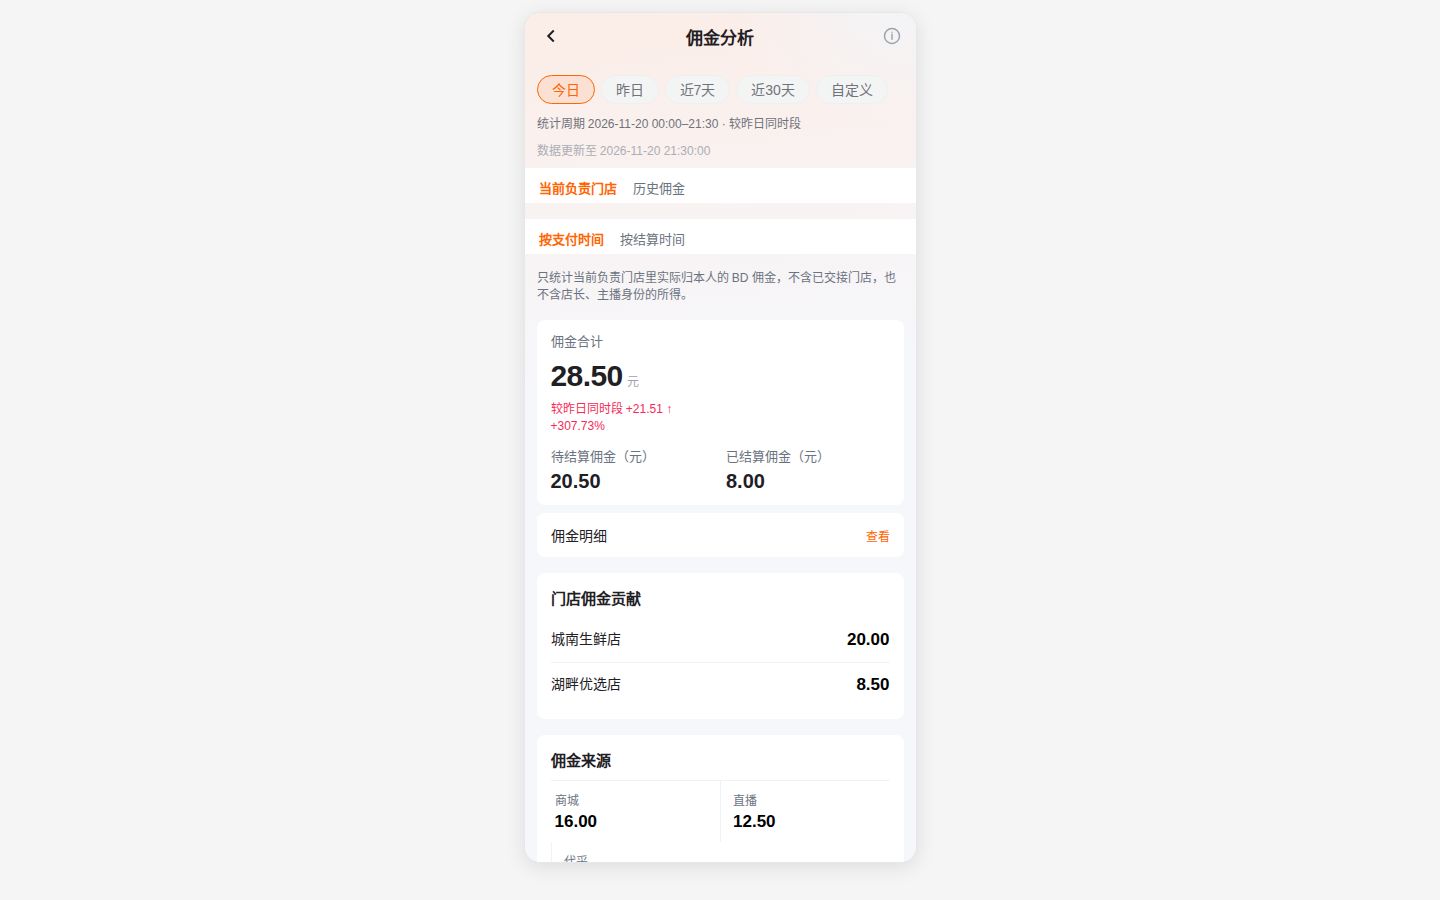 佣金分析
今日 昨日 近7天 近30天 自定义
统计周期 2026-11-20 00:00–21:30 · 较昨日同时段
数据更新至 2026-11-20 21:30:00
当前负责门店 历史佣金
按支付时间 按结算时间
只统计当前负责门店里实际归本人的 BD 佣金，不含已交接门店，也
不含店长、主播身份的所得。
佣金合计
28.50 元
较昨日同时段 +21.51 ↑
+307.73%
待结算佣金（元） 已结算佣金（元）
20.50 8.00
佣金明细 查看
门店佣金贡献
城南生鲜店 20.00
湖畔优选店 8.50
佣金来源
商城 直播
16.00 12.50